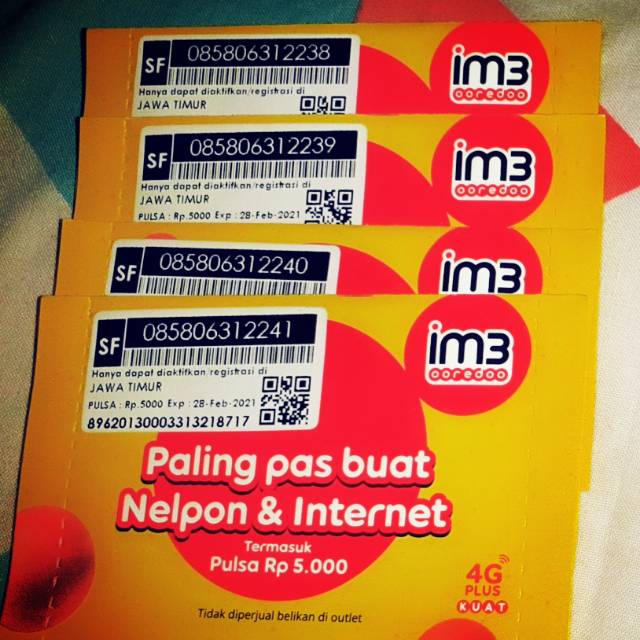 SF 085806312238
Hanya dapat diaktifkan/registrasi di
JAWA TIMUR
im3
ooredoo
SF 085806312239
Hanya dapat diaktifkan/registrasi di
JAWA TIMUR
PULSA : Rp.5000 Exp : 28-Feb-2021
im3
ooredoo
SF 085806312240
im3
SF 085806312241
Hanya dapat diaktifkan/registrasi di
JAWA TIMUR
PULSA : Rp.5000 Exp : 28-Feb-2021
89620130003313218717
im3
ooredoo
Paling pas buat
Nelpon & Internet
Termasuk
Pulsa Rp 5.000
4G
PLUS
KUAT
Tidak diperjual belikan di outlet